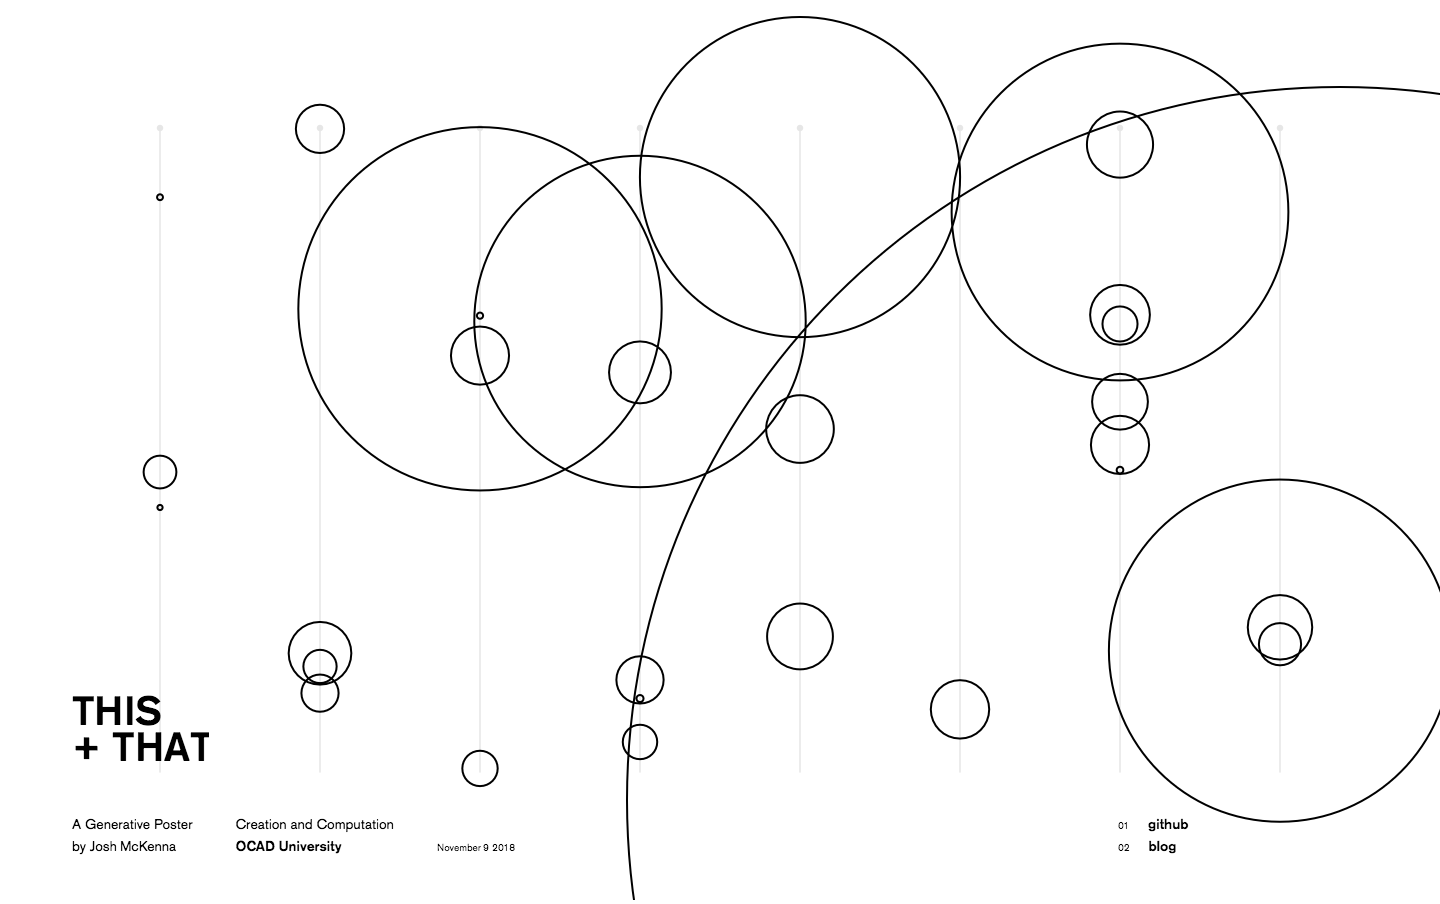 THIS
+ THAT
A Generative Poster
by Josh McKenna
Creation and Computation
OCAD University
November 9 2018
01 github
02 blog